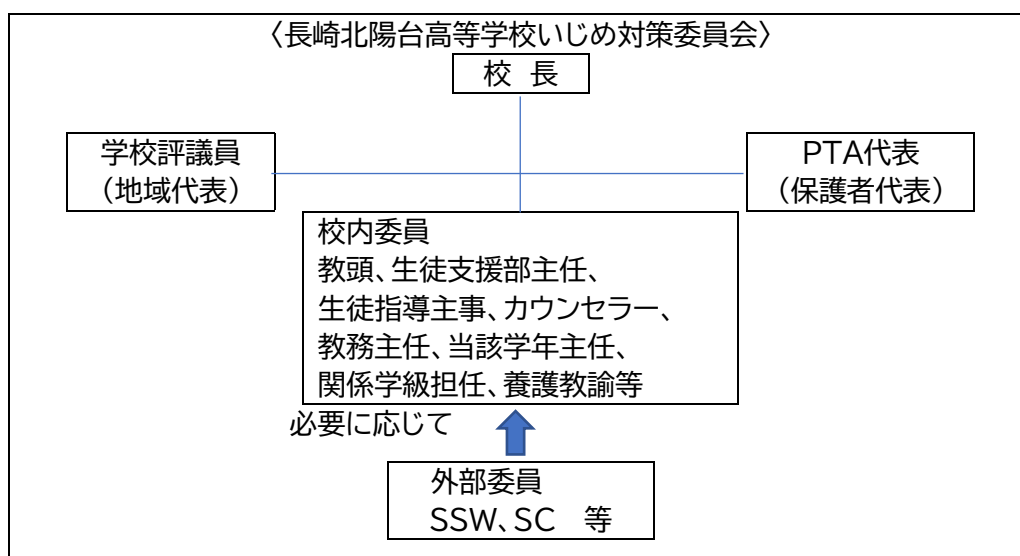 〈長崎北陽台高等学校いじめ対策委員会〉
校 長
学校評議員
（地域代表）
PTA代表
（保護者代表）
校内委員
教頭、生徒支援部主任、
生徒指導主事、カウンセラー、
教務主任、当該学年主任、
関係学級担任、養護教諭等
必要に応じて
外部委員
SSW、SC　等